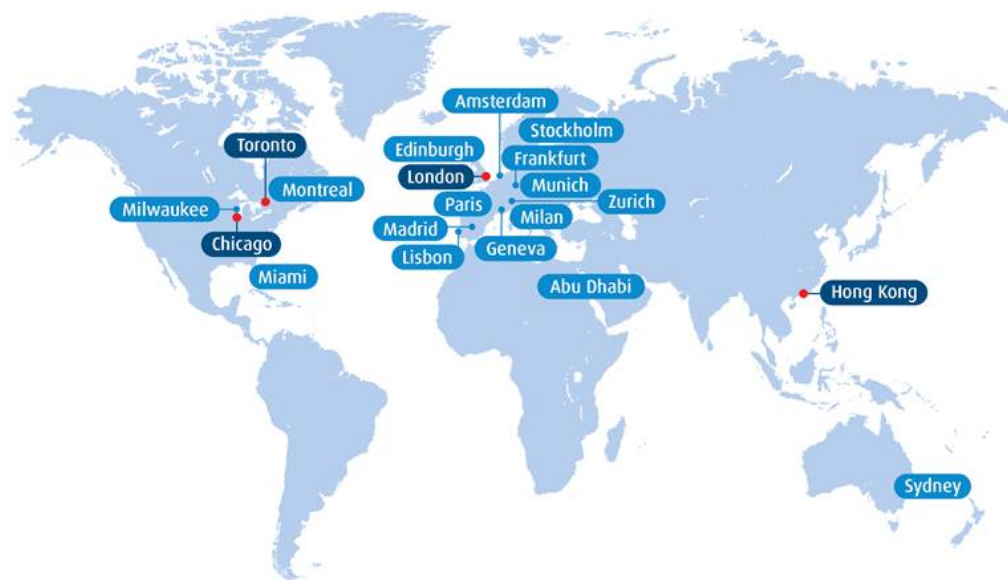 Amsterdam
Stockholm
Toronto
Edinburgh
Frankfurt
London
Munich
Montreal
Zurich
Paris
Milwaukee
Milan
Madrid
Chicago
Geneva
Lisbon
Miami
Abu Dhabi
Hong Kong
Sydney